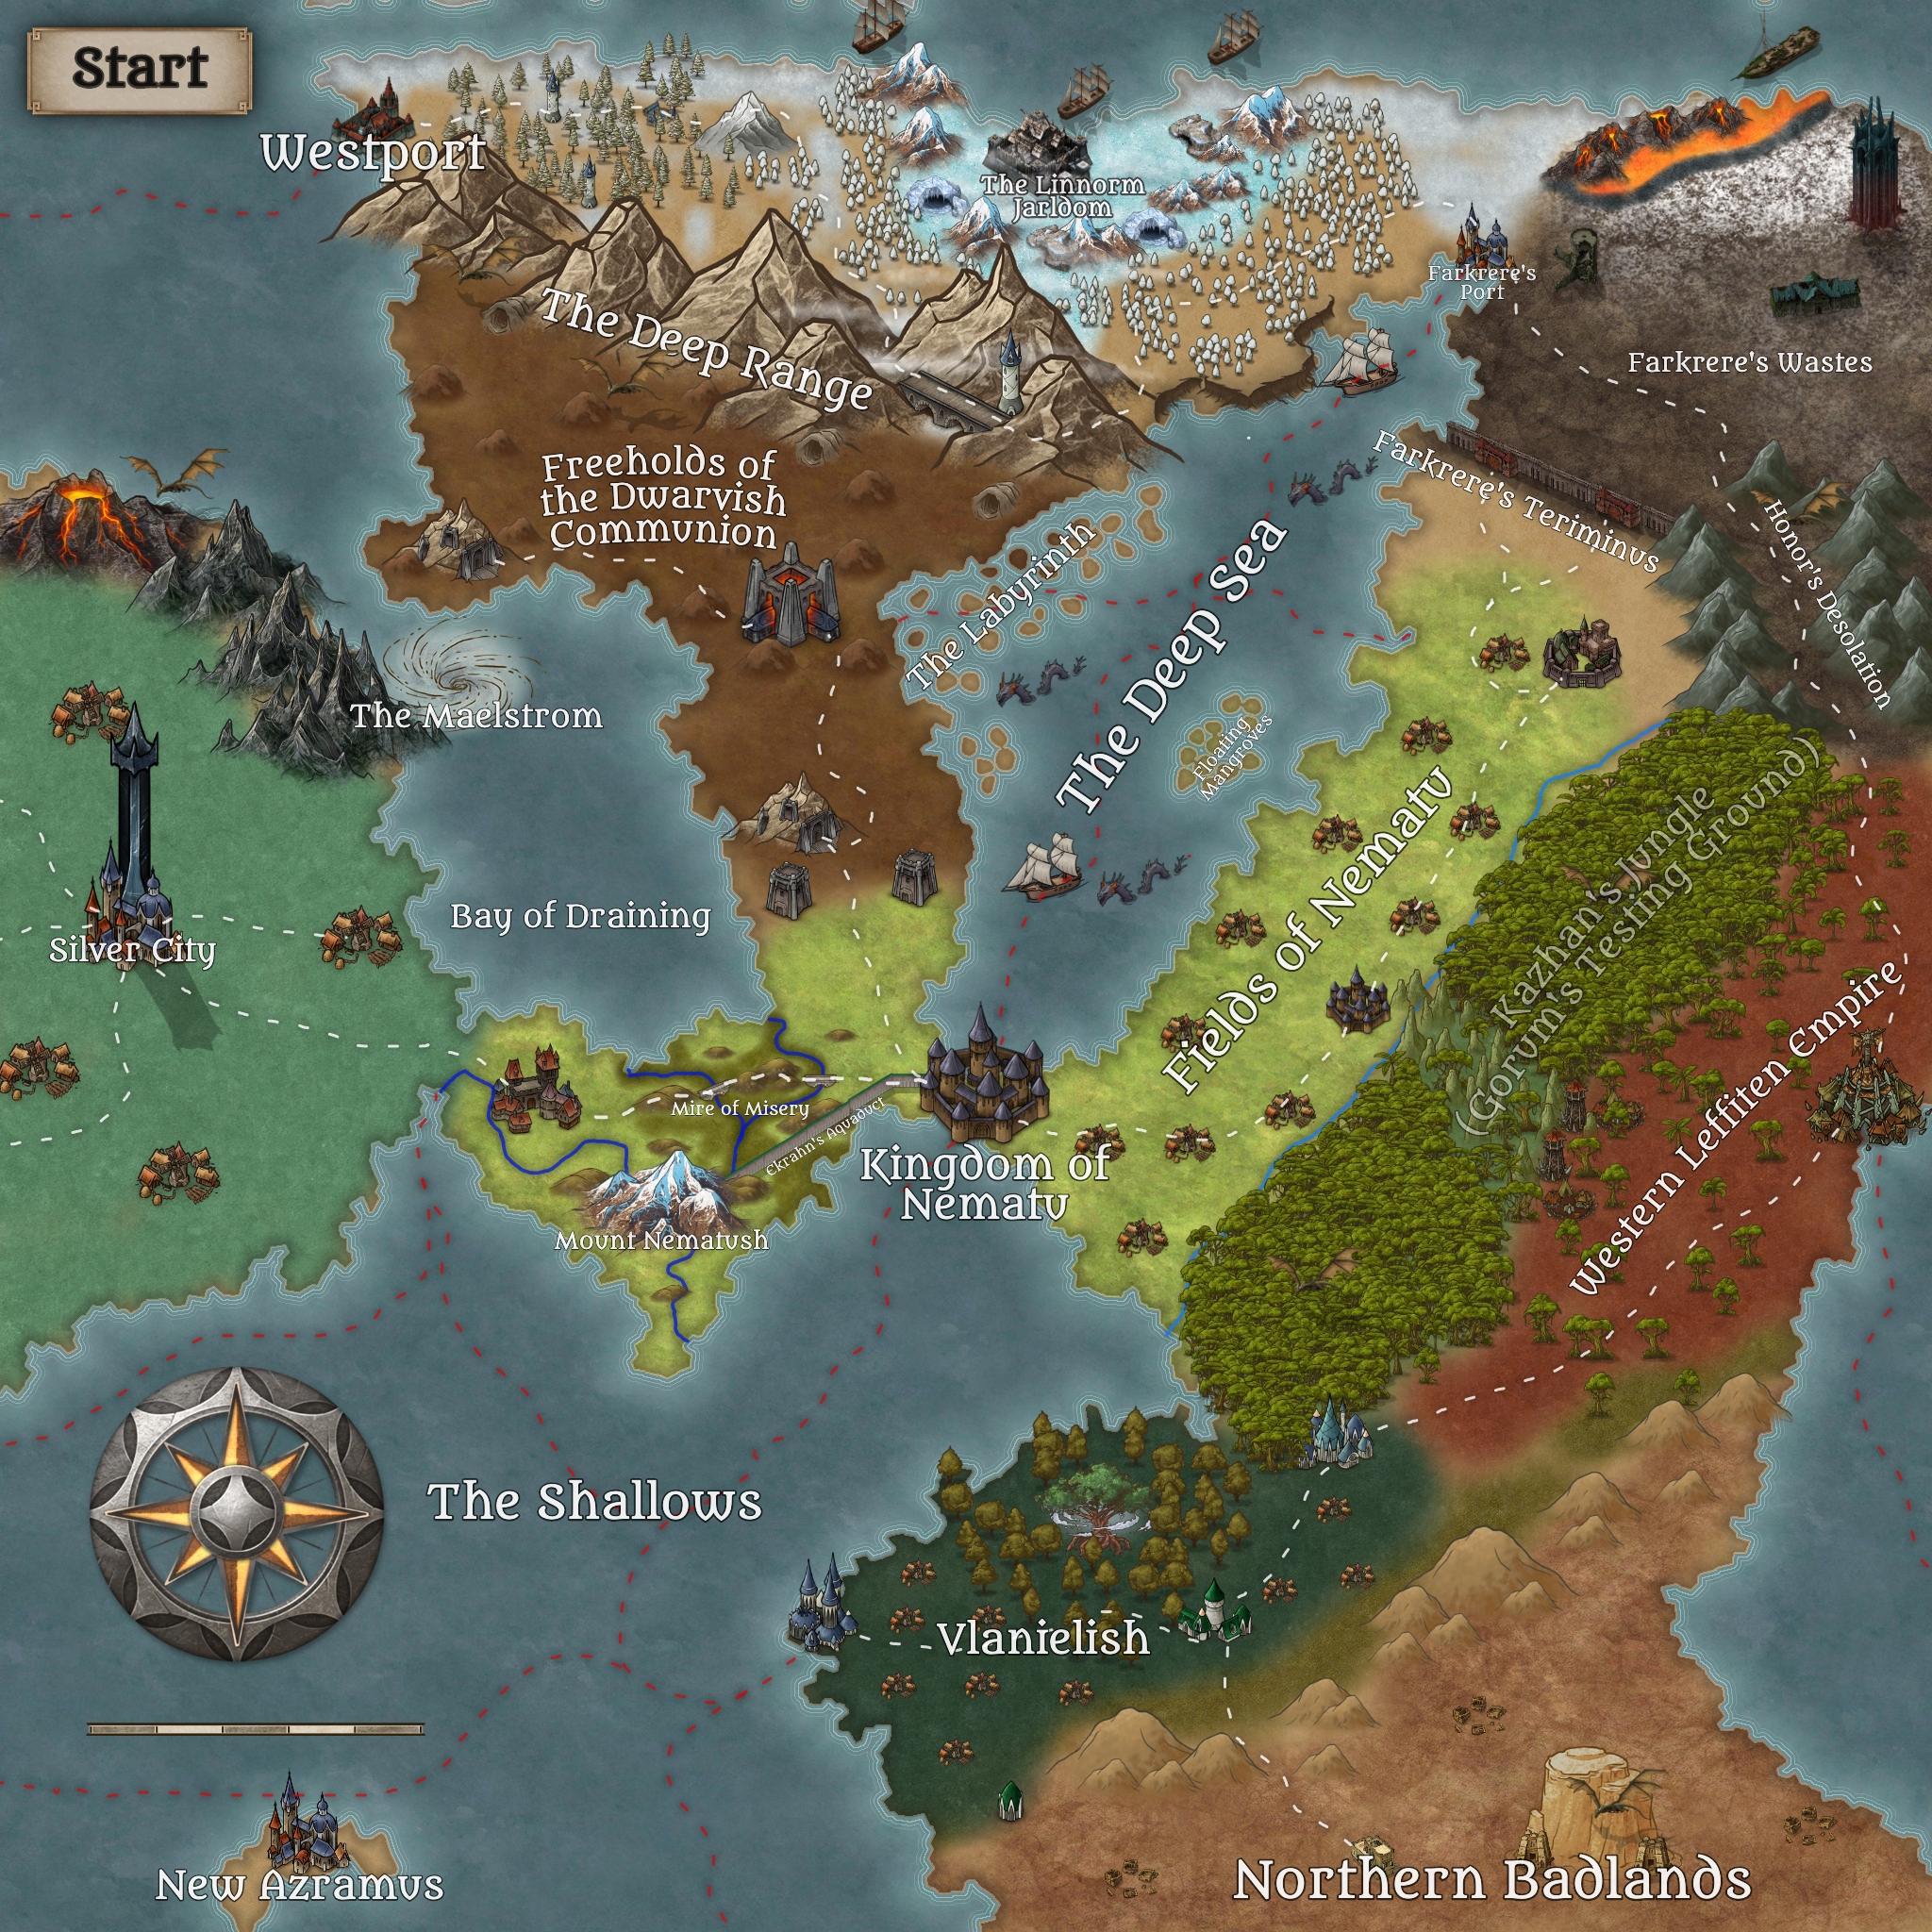 Start
Westport
The Linnorm
Jarldom
Farkrere's
Port
The Deep Range
Farkrere's Wastes
Freeholds of
the Dwarvish
Communion
Farkrere's Teriminus
Honor's Desolation
The Labyrinth
The Deep Sea
The Maelstrom
Floating
Mangroves
Silver City
Bay of Draining
Fields of Nematu
Kazhan's Jungle
(Gorum's Testing Ground)
Western Leffiten Empire
Mire of Misery
Ekrahn's Aquaduct
Kingdom of
Nematu
Mount Nematush
The Shallows
Vlanielish
New Azramus
Northern Badlands